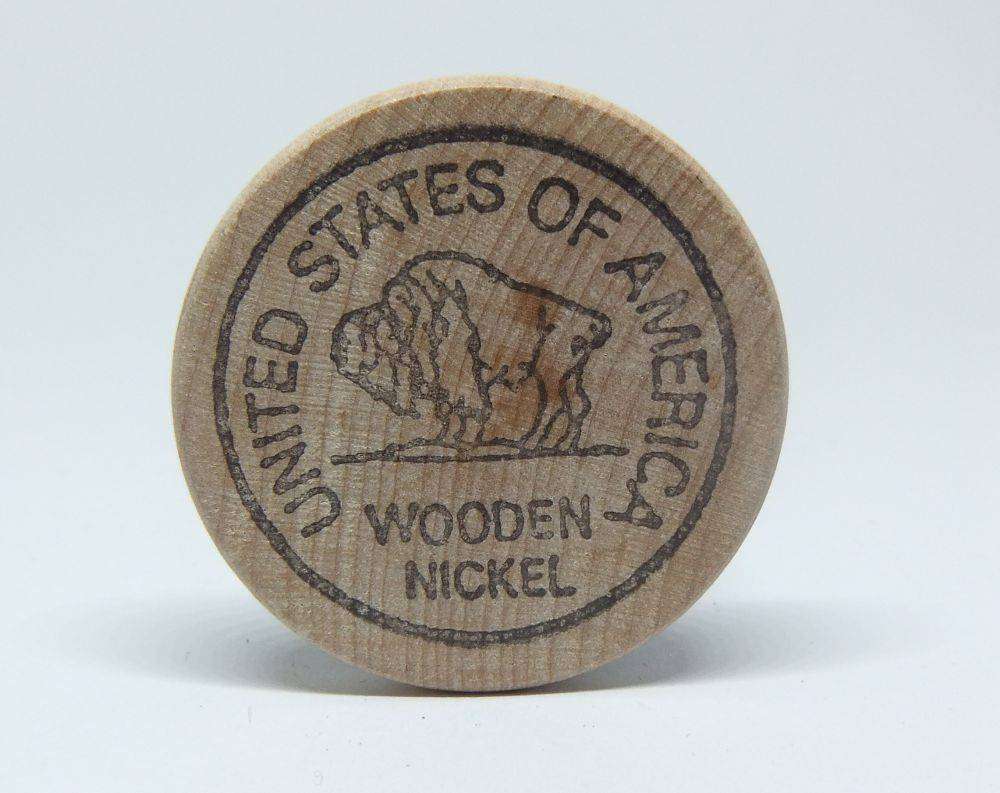 UNITED STATES OF AMERICA
WOODEN
NICKEL